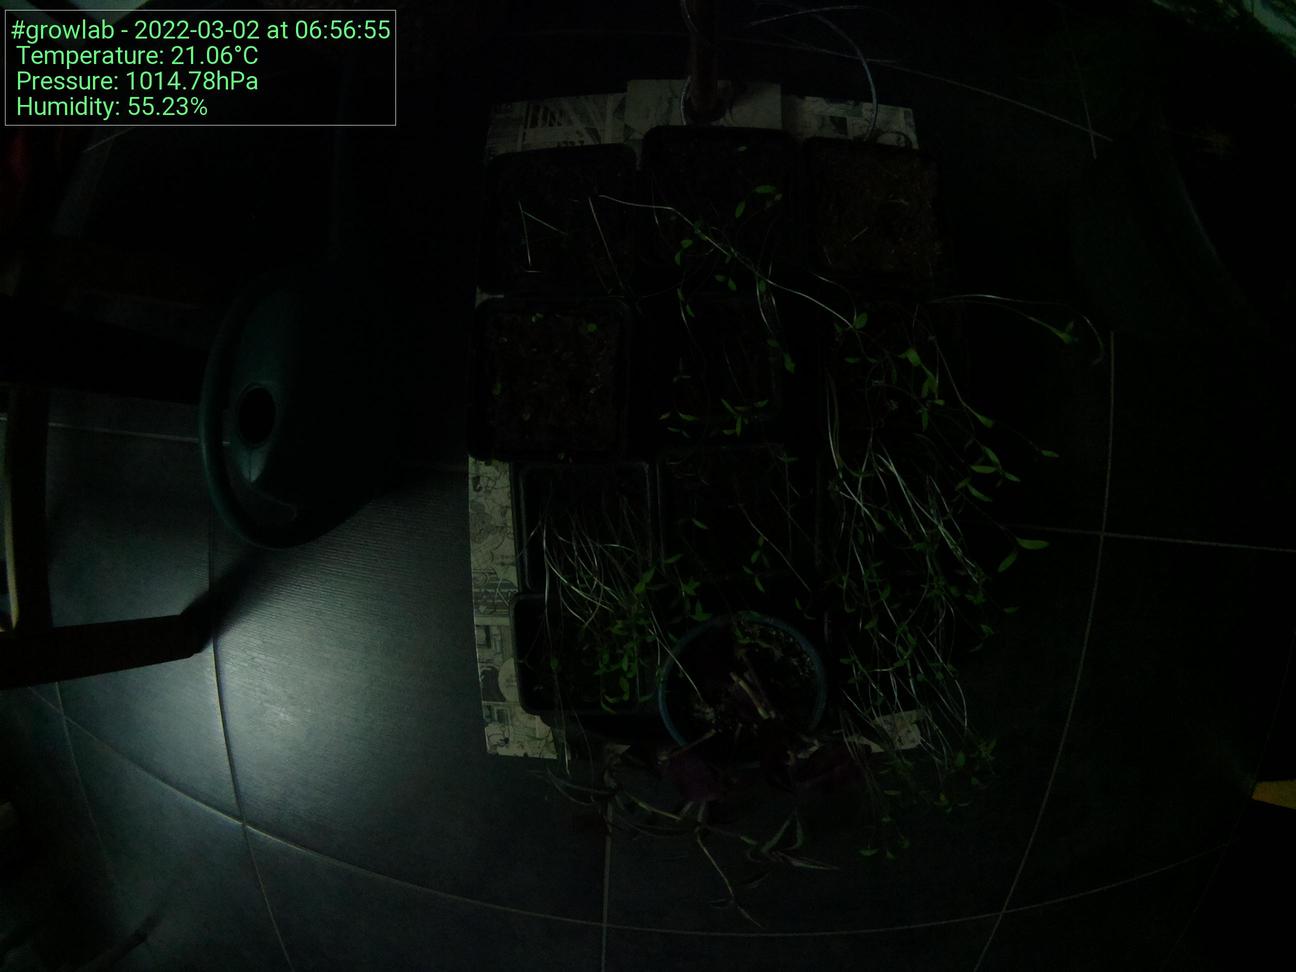 #growlab - 2022-03-02 at 06:56:55
Temperature: 21.06°C
Pressure: 1014.78hPa
Humidity: 55.23%